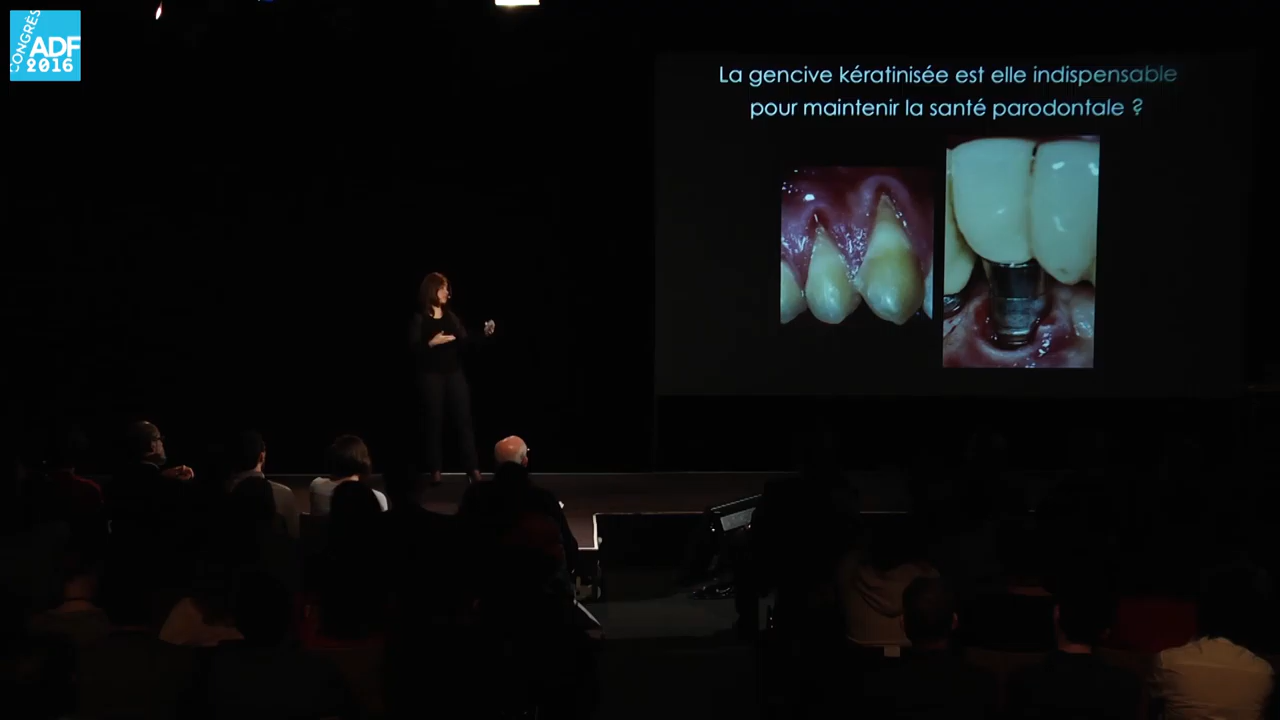 CONGRÈS
ADF
2016
La gencive kératinisée est elle indispensable
pour maintenir la santé parodontale ?